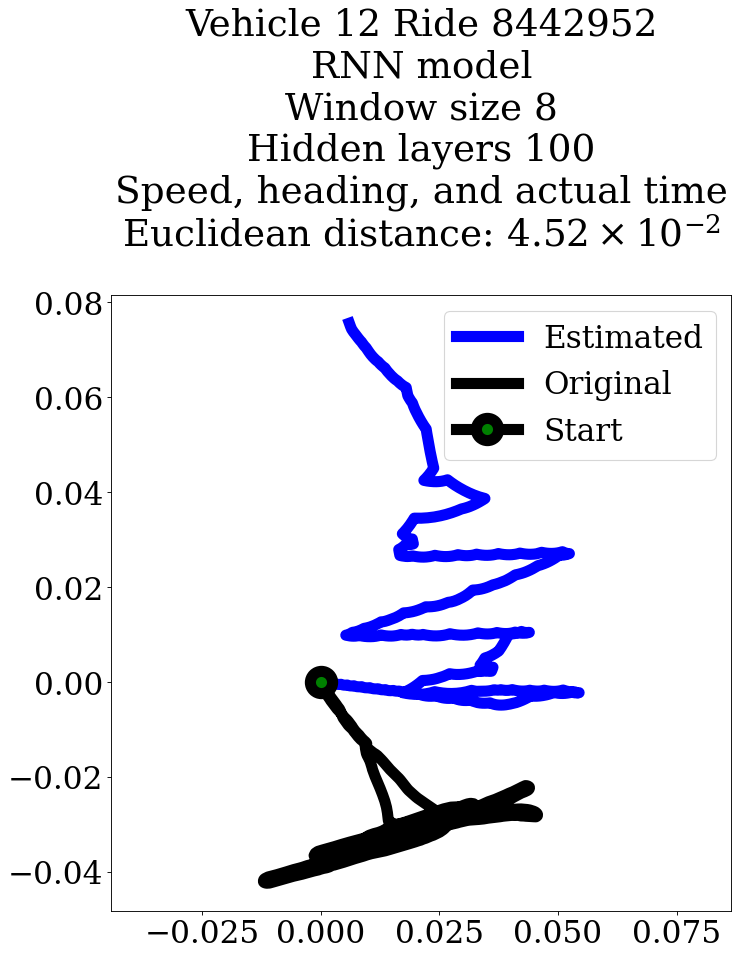 Vehicle 12 Ride 8442952
RNN model
Window size 8
Hidden layers 100
Speed, heading, and actual time
Euclidean distance: 4.52 × 10⁻²
Estimated
Original
Start
0.08
0.06
0.04
0.02
0.00
−0.02
−0.04
−0.025 0.000 0.025 0.050 0.075